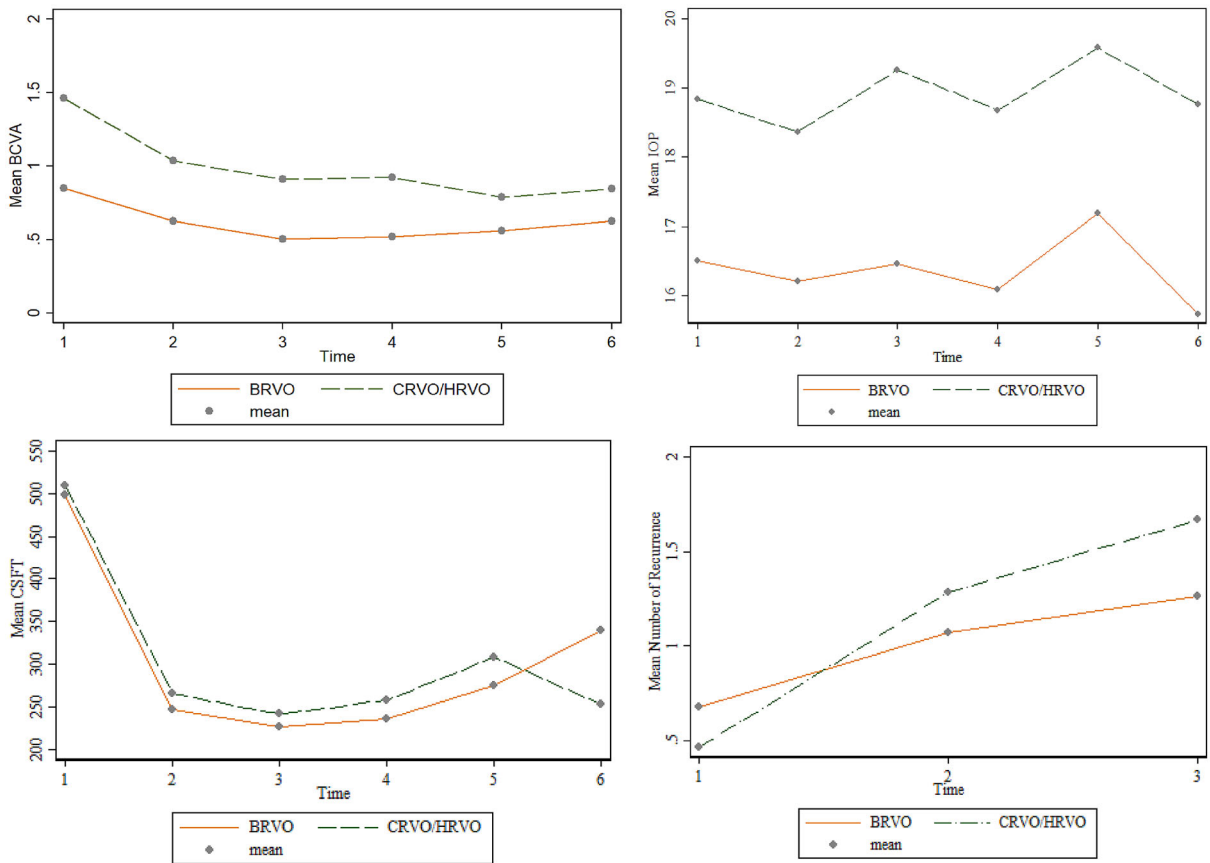 Mean BCVA
2
1.5
1
.5
0
1 2 3 4 5 6
Time
BRVO CRVO/HRVO
mean
Mean IOP
20
19
18
17
16
1 2 3 4 5 6
Time
BRVO CRVO/HRVO
mean
Mean CSFT
550
500
450
400
350
300
250
200
1 2 3 4 5 6
Time
BRVO CRVO/HRVO
mean
Mean Number of Recurrence
2
1.5
1
.5
1 2 3
Time
BRVO CRVO/HRVO
mean